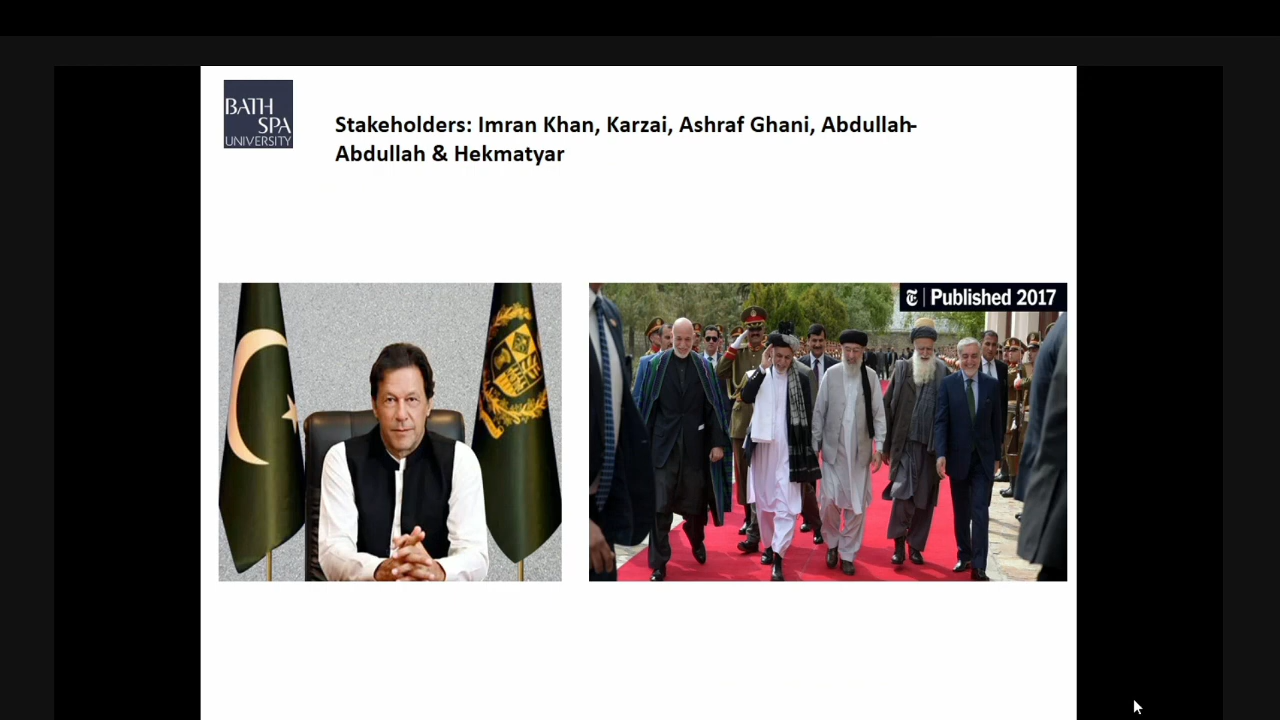 BATH
SPA
UNIVERSITY
Stakeholders: Imran Khan, Karzai, Ashraf Ghani, Abdullah-
Abdullah & Hekmatyar
T | Published 2017